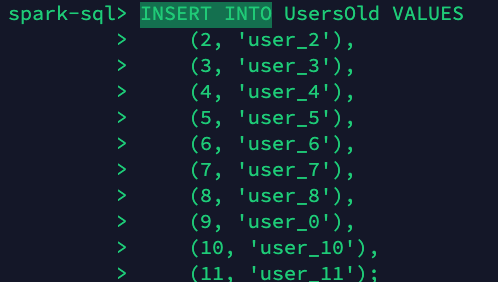 spark-sql> INSERT INTO UsersOld VALUES
> (2, 'user_2'),
> (3, 'user_3'),
> (4, 'user_4'),
> (5, 'user_5'),
> (6, 'user_6'),
> (7, 'user_7'),
> (8, 'user_8'),
> (9, 'user_0'),
> (10, 'user_10'),
> (11, 'user_11');